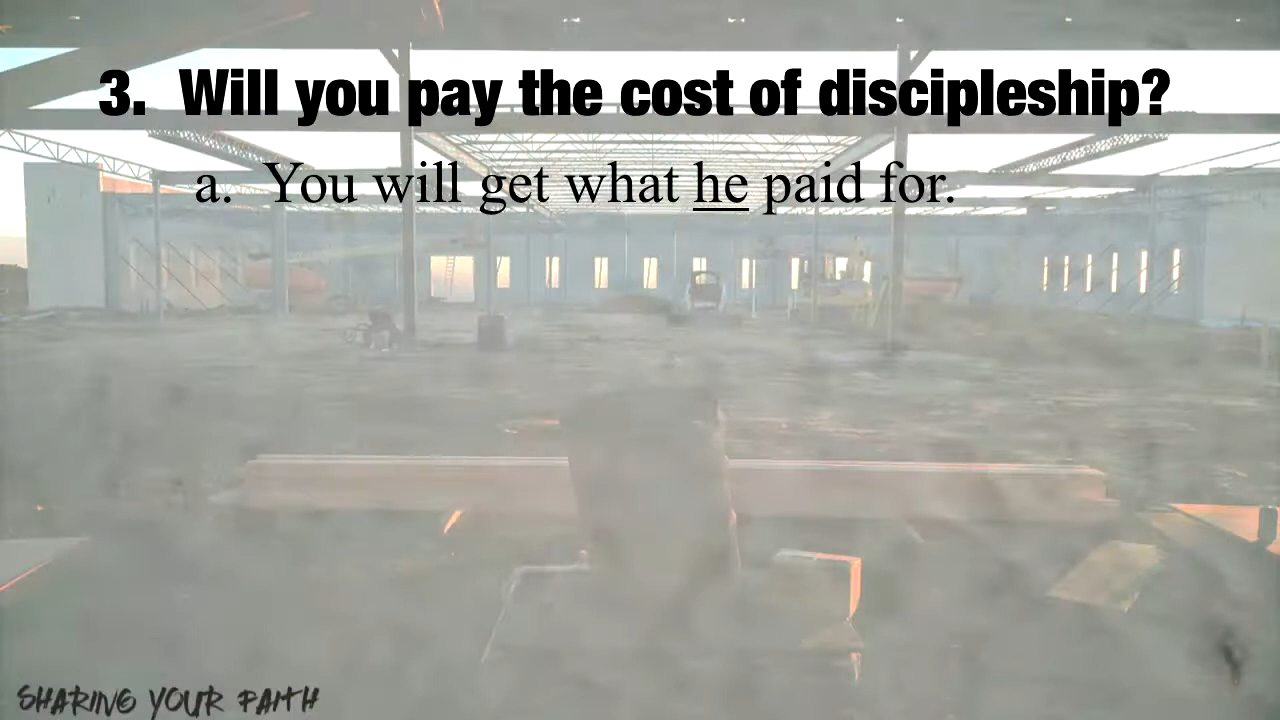 3. Will you pay the cost of discipleship?
a. You will get what he paid for.
SHARING YOUR FAITH